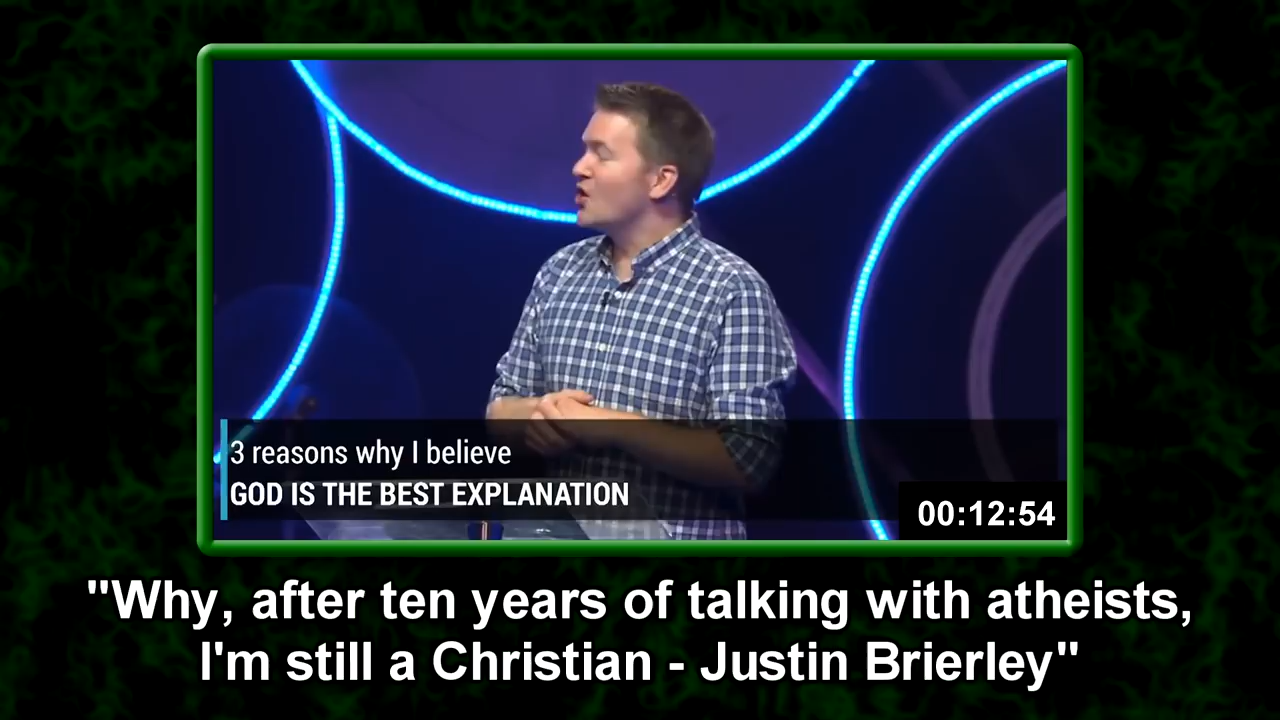 3 reasons why I believe
GOD IS THE BEST EXPLANATION
00:12:54
"Why, after ten years of talking with atheists,
I'm still a Christian - Justin Brierley"